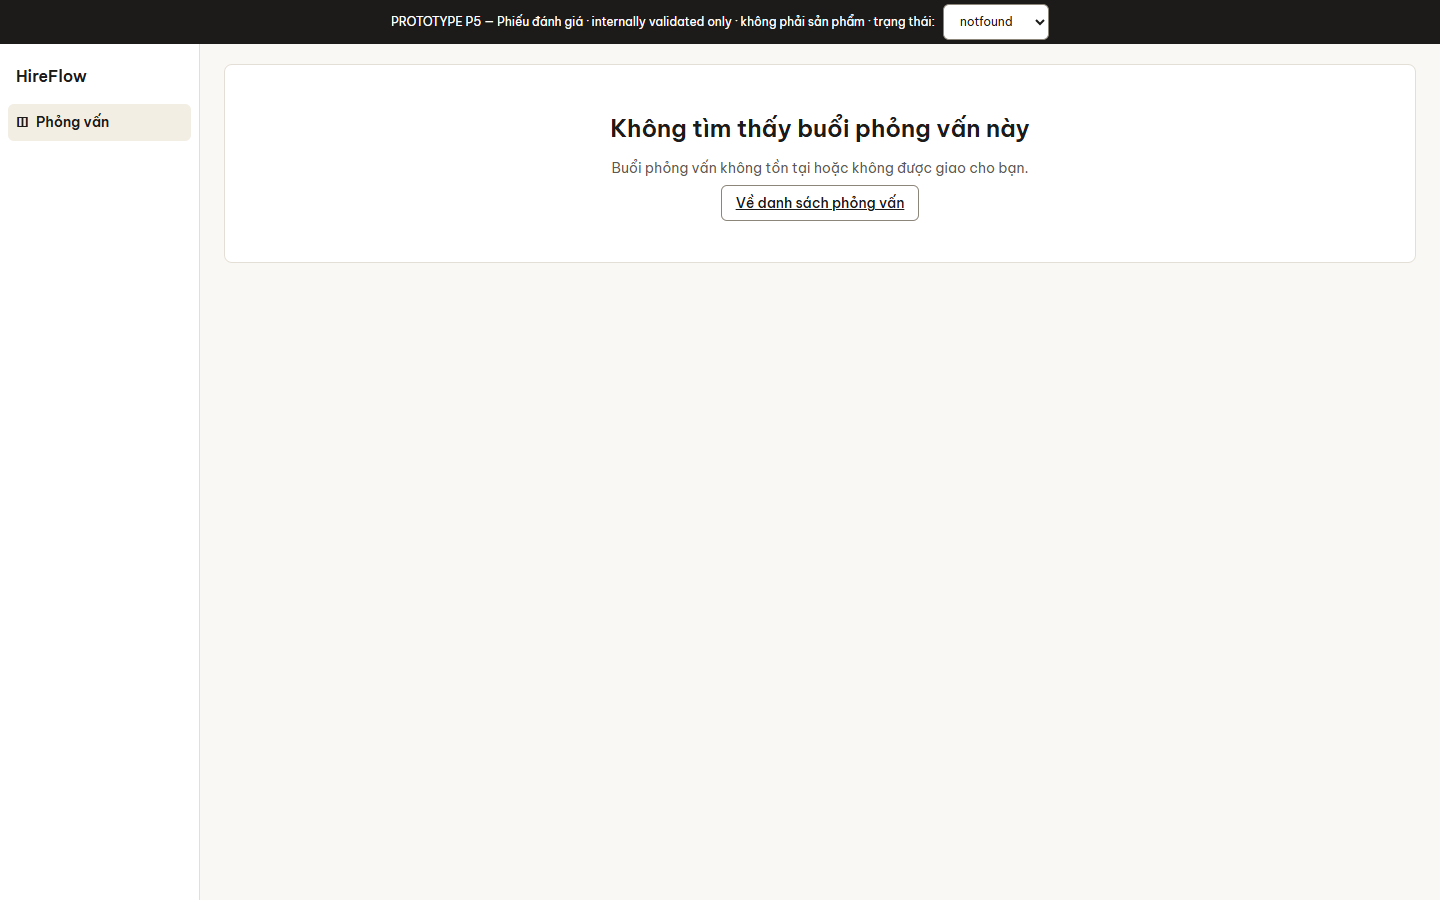 PROTOTYPE P5 — Phiếu đánh giá · internally validated only · không phải sản phẩm · trạng thái: notfound
HireFlow
Phỏng vấn
Không tìm thấy buổi phỏng vấn này
Buổi phỏng vấn không tồn tại hoặc không được giao cho bạn.
Về danh sách phỏng vấn